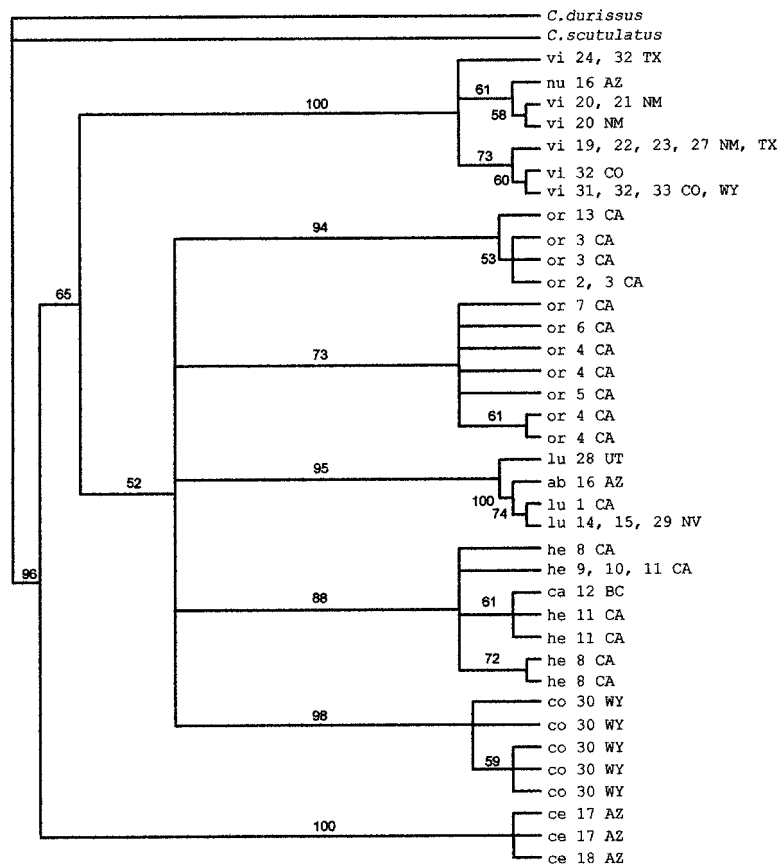 C.durissus
C.scutulatus
vi 24, 32 TX
61
nu 16 AZ
100
vi 20, 21 NM
58
vi 20 NM
vi 19, 22, 23, 27 NM, TX
73
vi 32 CO
60
vi 31, 32, 33 CO, WY
or 13 CA
94
or 3 CA
53
or 3 CA
or 2, 3 CA
65
or 7 CA
or 6 CA
or 4 CA
73
or 4 CA
or 5 CA
61
or 4 CA
or 4 CA
lu 28 UT
95
ab 16 AZ
52
100
lu 1 CA
74
lu 14, 15, 29 NV
he 8 CA
he 9, 10, 11 CA
96
ca 12 BC
61
88
he 11 CA
he 11 CA
72
he 8 CA
he 8 CA
co 30 WY
98
co 30 WY
co 30 WY
59
co 30 WY
co 30 WY
ce 17 AZ
100
ce 17 AZ
ce 18 AZ